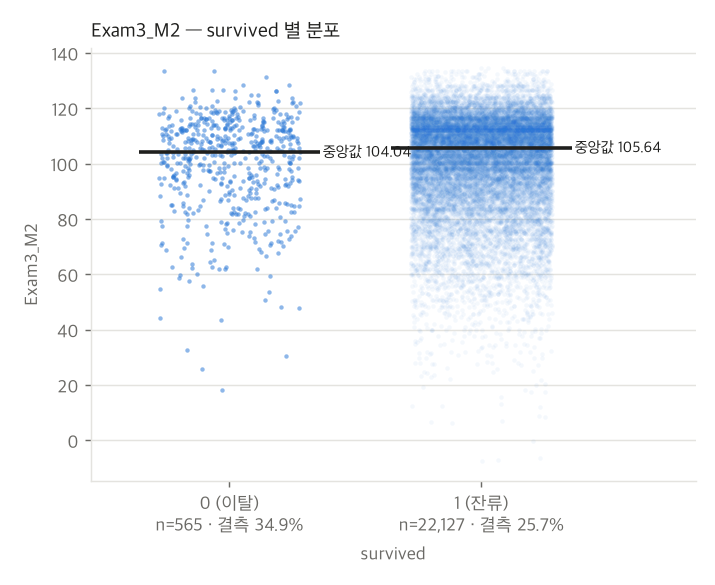 Exam3_M2 — survived 별 분포
140
120
100
80
60
40
20
0
Exam3_M2
중앙값 104.04
중앙값 105.64
0 (이탈)
n=565 · 결측 34.9%
1 (잔류)
n=22,127 · 결측 25.7%
survived